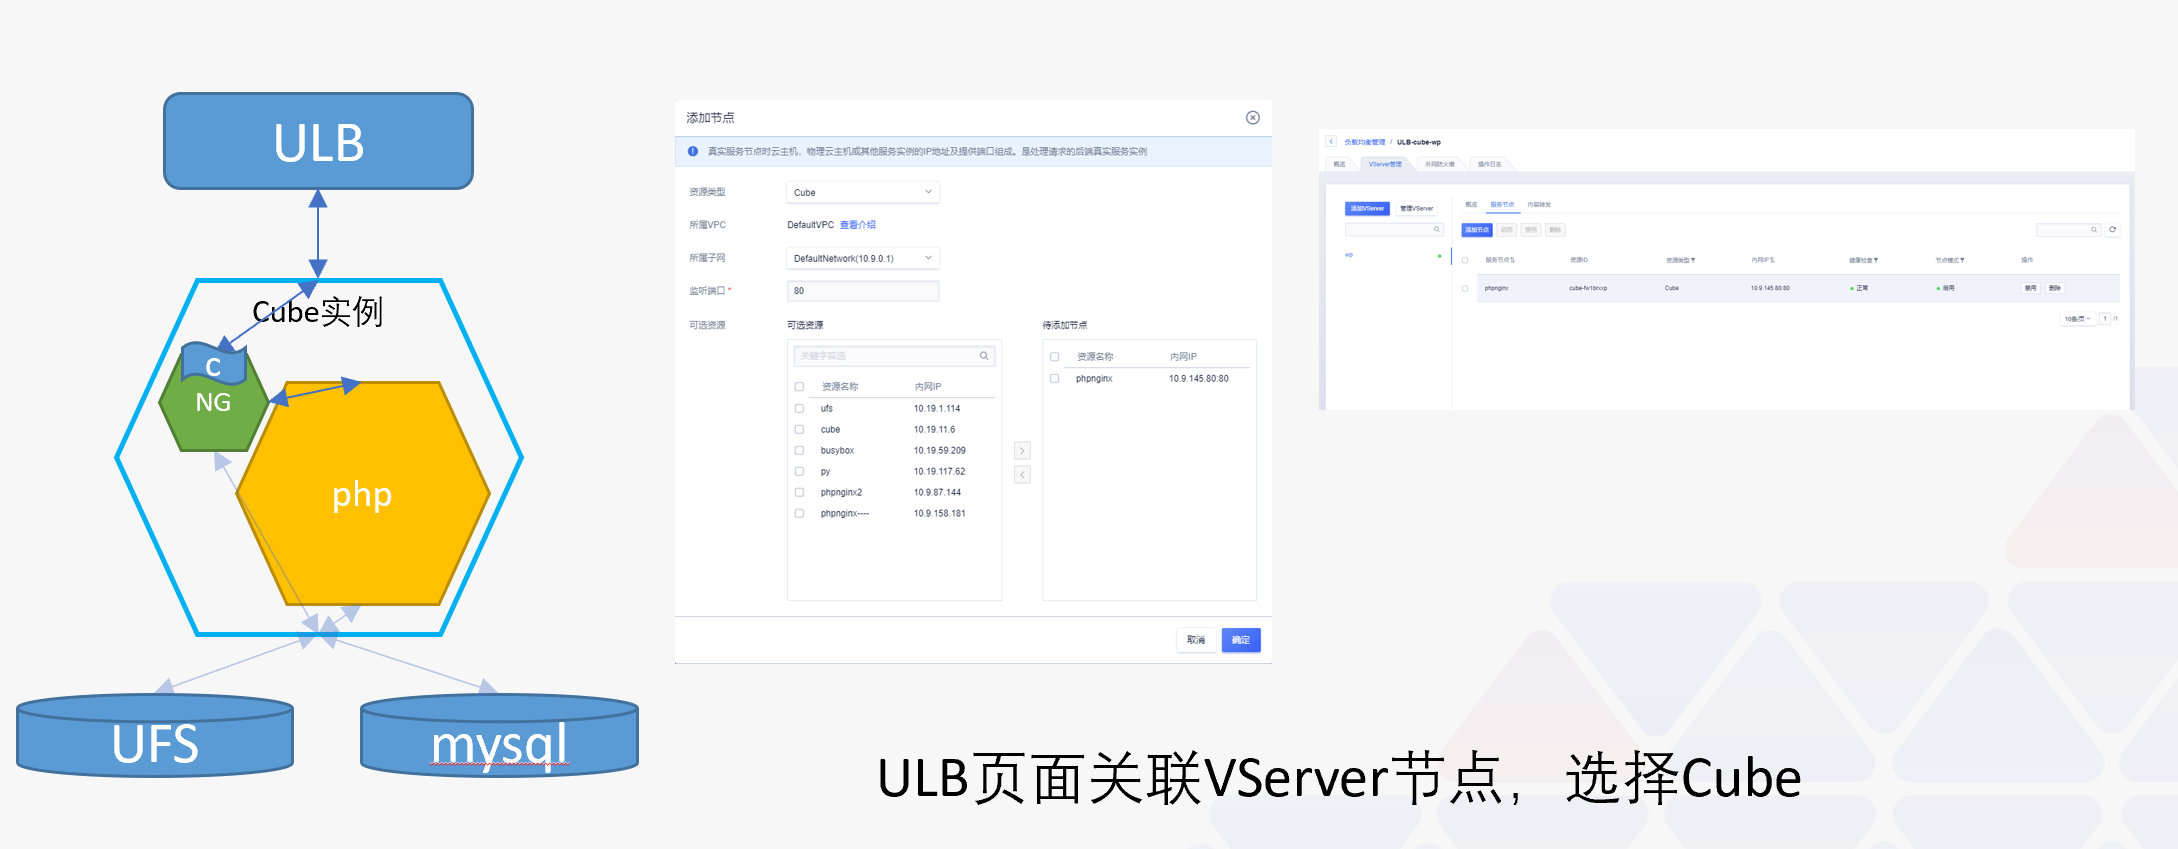 ULB
Cube实例
C
NG
php
UFS
mysql
添加节点
真实服务节点时云主机，物理云主机或其他服务实例的IP地址及提供端口组成。是处理请求的后端真实服务实例
资源类型 Cube
所属VPC DefaultVPC 查看介绍
所属子网 DefaultNetwork(10.9.0.1)
监听端口 * 80
可选资源 可选资源 待添加节点
关键字筛选
资源名称 内网IP
ufs 10.19.1.114
cube 10.19.11.6
busybox 10.19.59.209
py 10.19.117.62
phpnginx2 10.9.87.144
phpnginx---- 10.9.158.181
资源名称 内网IP
phpnginx 10.9.145.80:80
取消 确定
负载均衡管理 / ULB-cube-wp
概览 VServer管理 外网防火墙 操作日志
添加VServer 管理VServer
wp
概览 服务节点 内容转发
添加节点 启用 禁用 删除
服务节点 资源ID 资源类型 内网IP 健康检查 节点模式 操作
phpnginx cube-fw1brxxp Cube 10.9.145.80:80 正常 启用 禁用 删除
10条/页 1 /1
ULB页面关联VServer节点，选择Cube